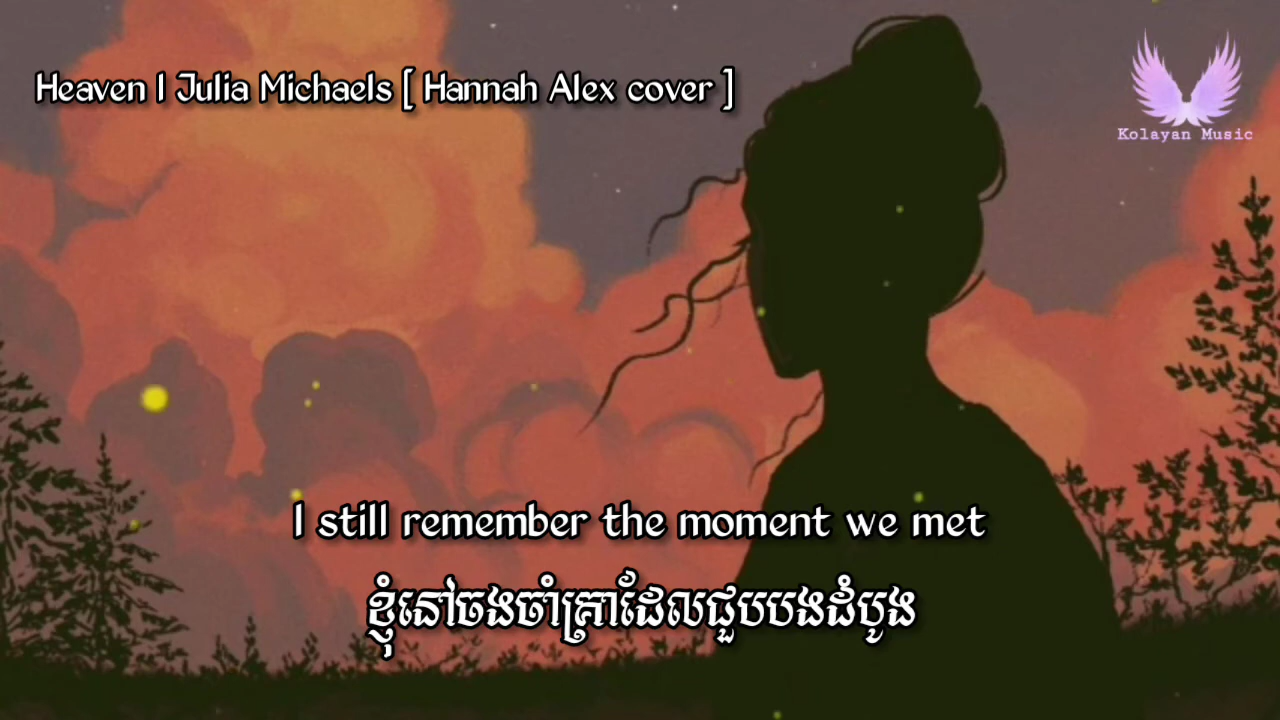 Heaven | Julia Michaels [ Hannah Alex cover ]
Kolayan Music
I still remember the moment we met
ខ្ញុំនៅចងចាំគ្រាដែលជួបបងដំបូង